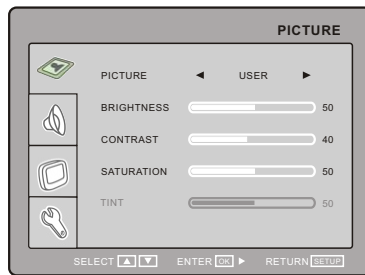 PICTURE
PICTURE ◄ USER ►
BRIGHTNESS 50
CONTRAST 40
SATURATION 50
TINT 50
SELECT ▲ ▼ ENTER OK ► RETURN SETUP